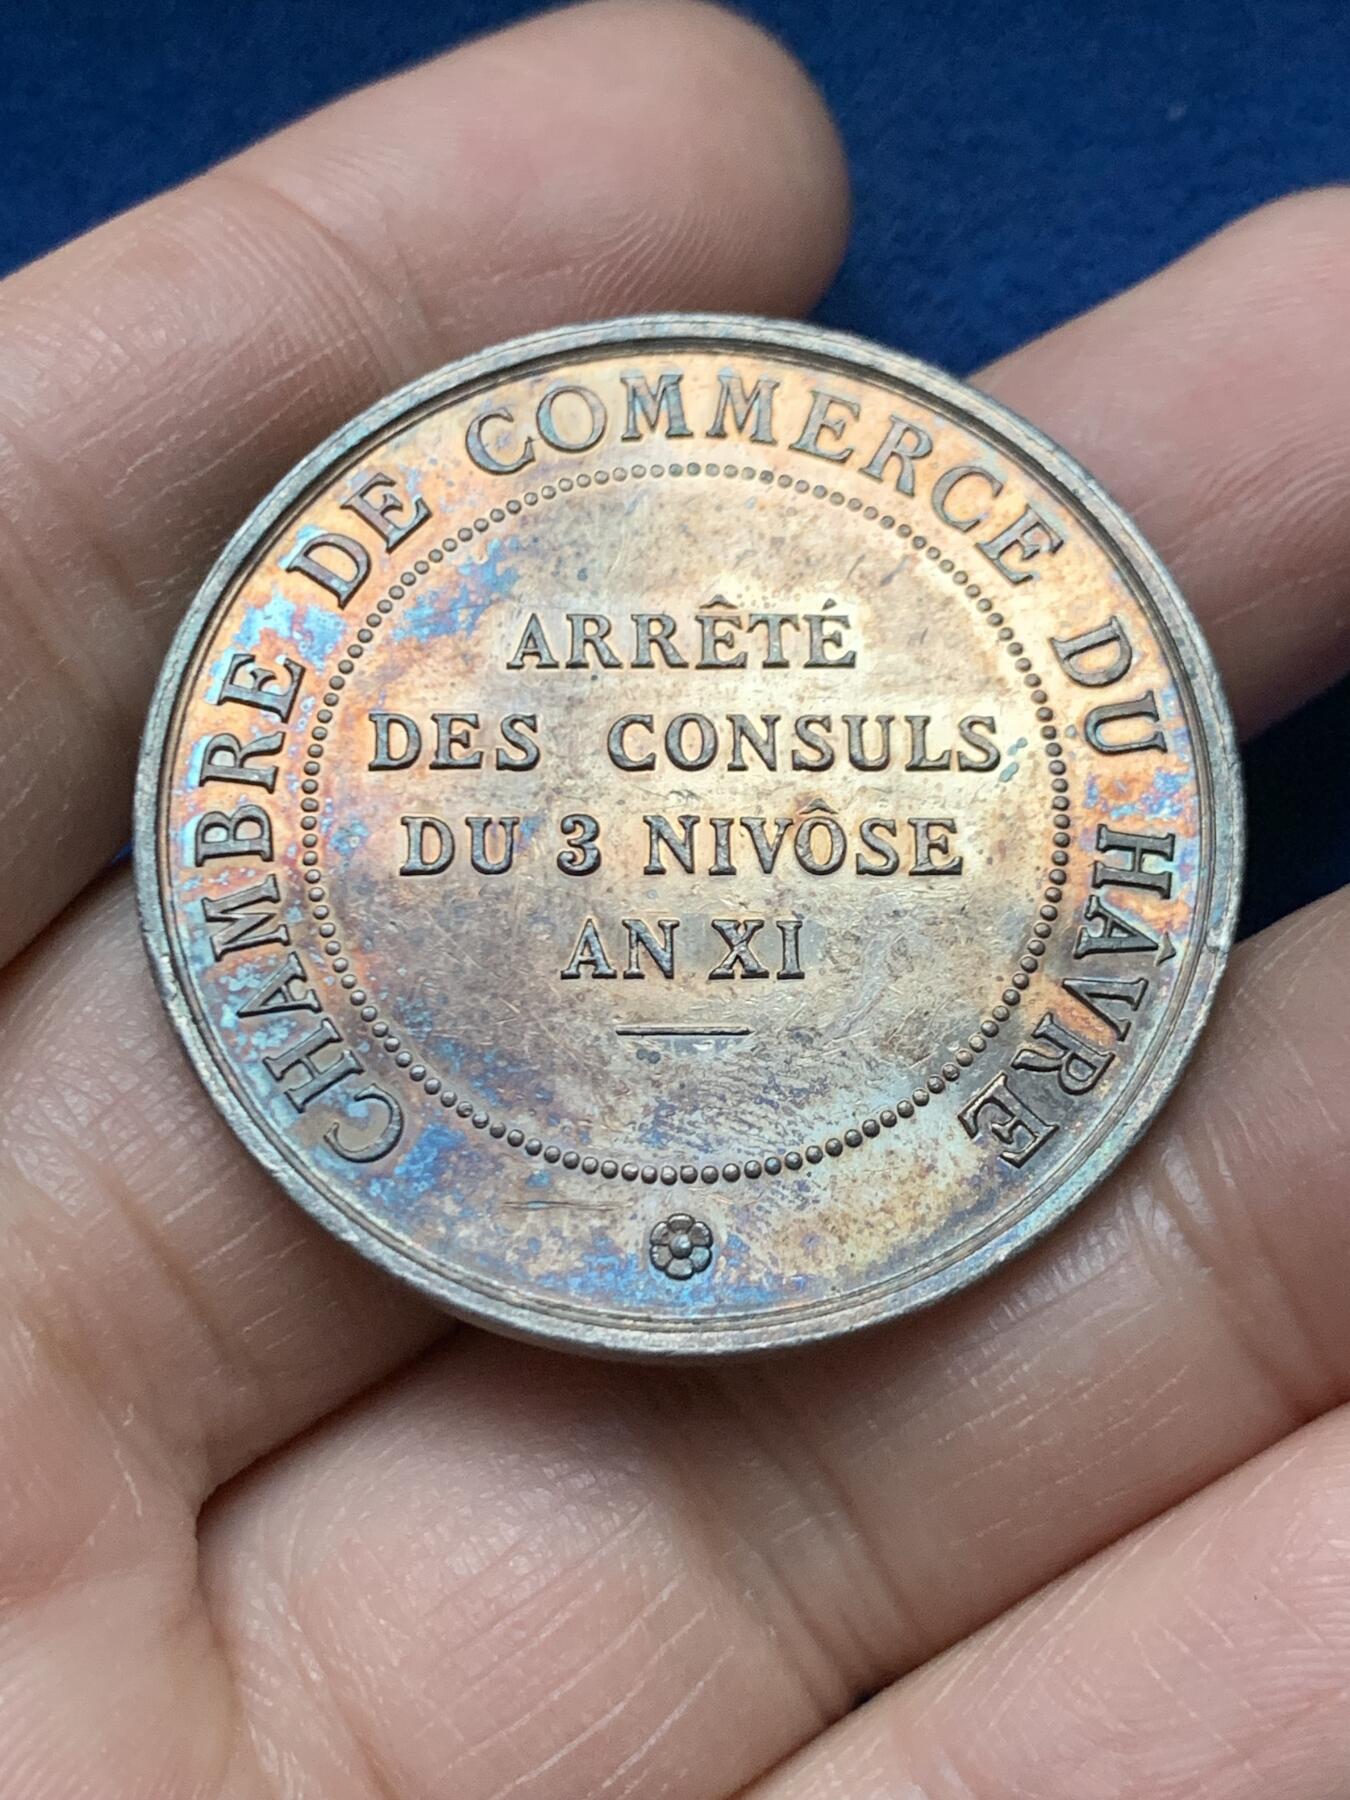 CHAMBRE DE COMMERCE DU HÂVRE
ARRÊTÉ
DES CONSULS
DU 3 NIVÔSE
AN XI